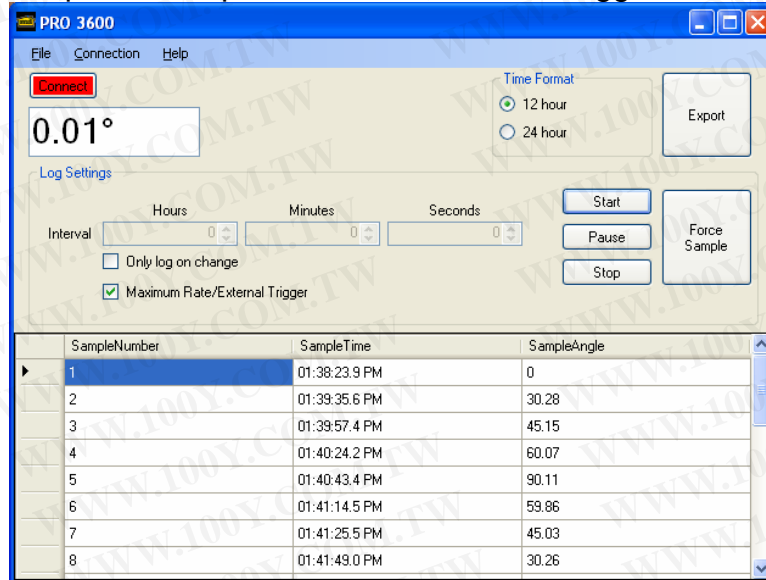 PRO 3600
File Connection Help
Connect
0.01°
Time Format
12 hour
24 hour
Export
Log Settings
Hours Minutes Seconds
Interval 0 0 0
Only log on change
Maximum Rate/External Trigger
Start
Pause
Stop
Force
Sample
SampleNumber SampleTime SampleAngle
1 01:38:23.9 PM 0
2 01:39:35.6 PM 30.28
3 01:39:57.4 PM 45.15
4 01:40:24.2 PM 60.07
5 01:40:43.4 PM 90.11
6 01:41:14.5 PM 59.86
7 01:41:25.5 PM 45.03
8 01:41:49.0 PM 30.26
WWW.100Y.COM.TW